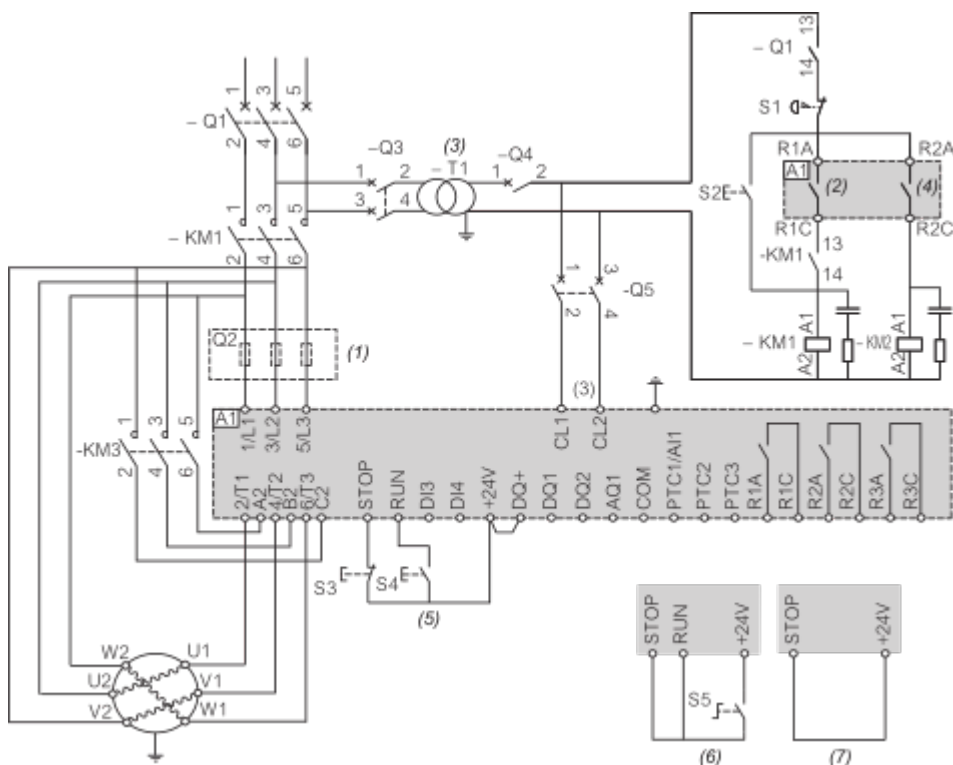 13
– Q1
14
S1
1 3 5
– Q1
2 4 6
–Q3
(3)
– T1
–Q4
1 2
1 2
3 4
R1A R2A
A1
S2
(2) (4)
R1C R2C
1 3 5
– KM1
2 4 6
13
-KM1
14
1 3
-Q5
2 4
A1 A1
– KM1 – KM2
A2 A2
Q2
(1)
(3)
1 3 5
-KM3
2 4 6
A1
1/L1 3/L2 5/L3 CL1 CL2
2/T1 A2 4/T2 B2 6/T3 C2 STOP RUN DI3 DI4 +24V DQ+ DQ1 DQ2 AQ1 COM PTC1/AI1 PTC2 PTC3 R1A R1C R2A R2C R3A R3C
S3 S4
(5)
STOP RUN +24V
STOP +24V
S5
(6) (7)
W2 U1
U2 V1
V2 W1